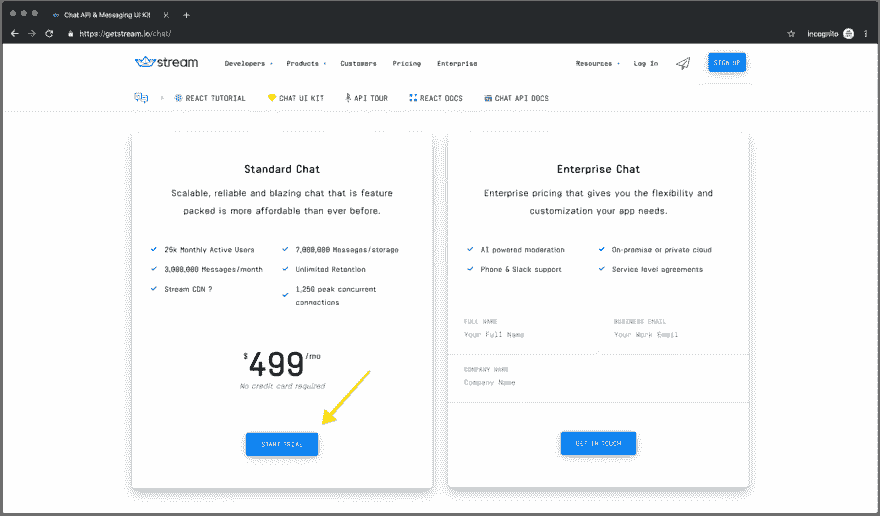 Chat API & Messaging UI Kit
https://getstream.io/chat/
Incognito
stream
Developers
Products
Customers
Pricing
Enterprise
Resources
Log In
SIGN UP
REACT TUTORIAL
CHAT UI KIT
API TOUR
REACT DOCS
CHAT API DOCS
Standard Chat
Scalable, reliable and blazing chat that is feature
packed is more affordable than ever before.
25k Monthly Active Users
7,000,000 Messages/storage
3,000,000 Messages/month
Unlimited Retention
Stream CDN ?
1,250 peak concurrent
connections
$499/mo
No credit card required
START TRIAL
Enterprise Chat
Enterprise pricing that gives you the flexibility and
customization your app needs.
AI powered moderation
On-premise or private cloud
Phone & Slack support
Service level agreements
FULL NAME
BUSINESS EMAIL
Your Full Name
Your Work Email
COMPANY NAME
Company Name
GET IN TOUCH